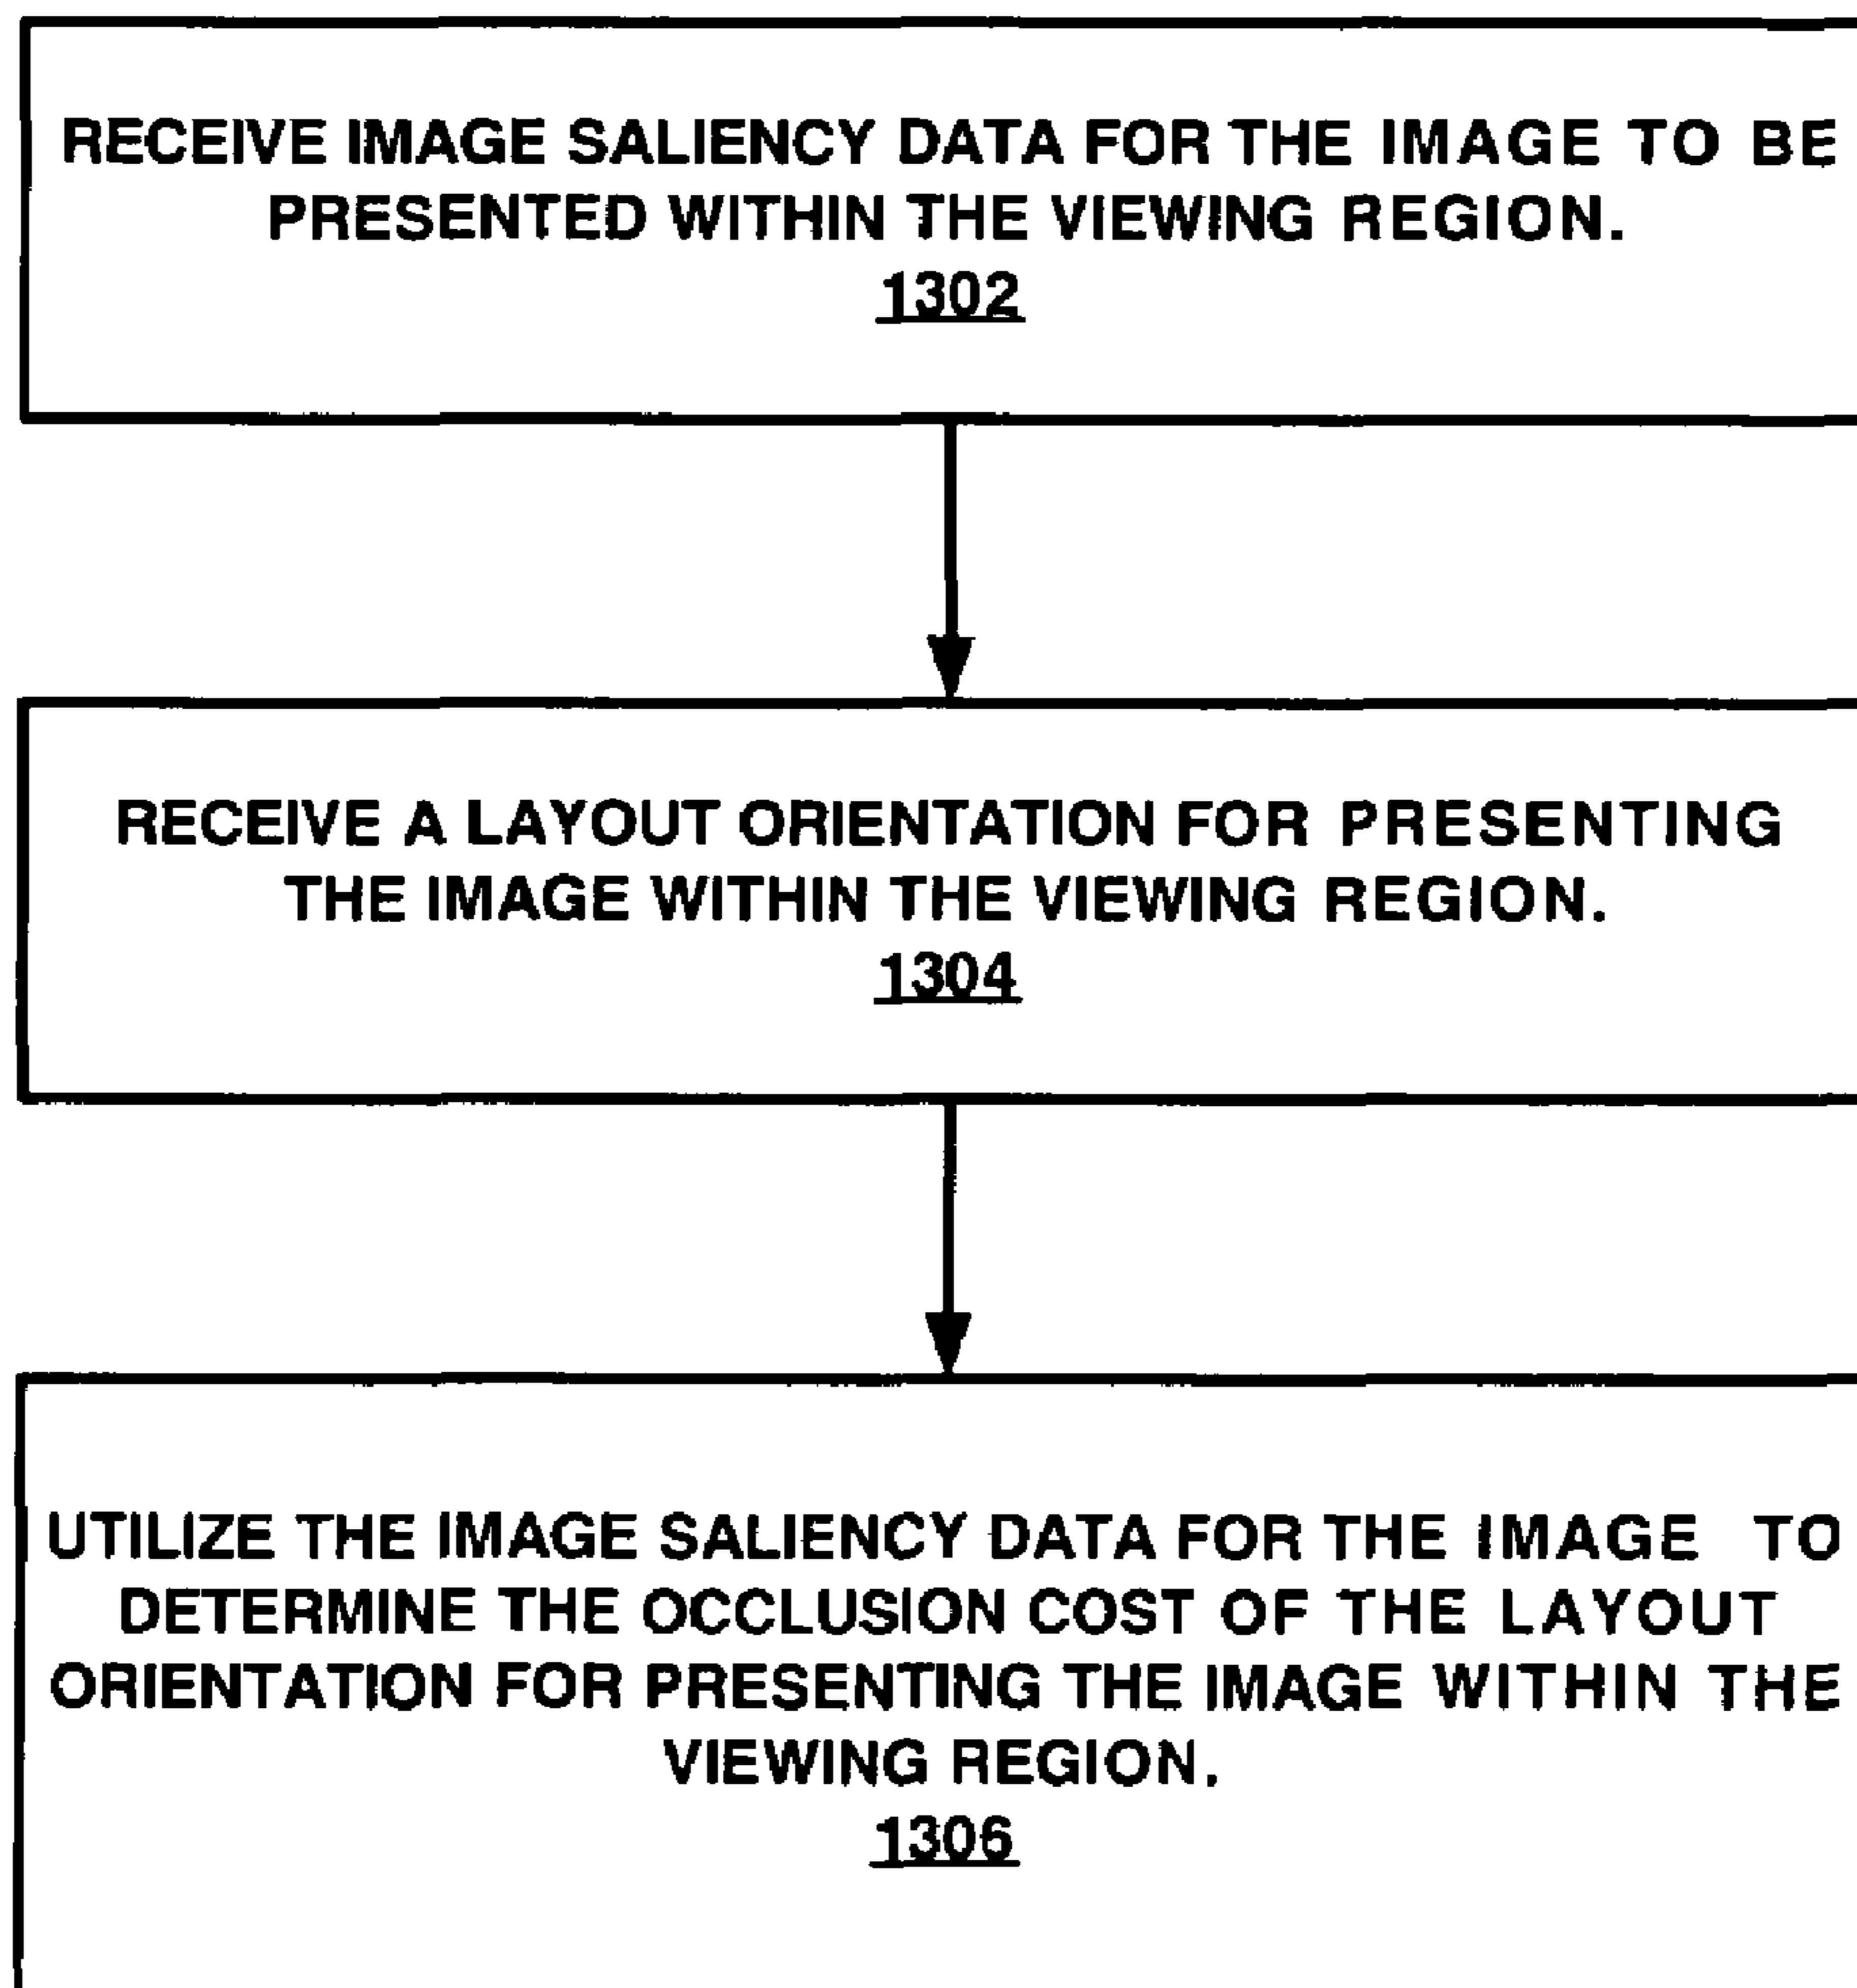 RECEIVE IMAGE SALIENCY DATA FOR THE IMAGE TO BE
PRESENTED WITHIN THE VIEWING REGION.
1302
RECEIVE A LAYOUT ORIENTATION FOR PRESENTING
THE IMAGE WITHIN THE VIEWING REGION.
1304
UTILIZE THE IMAGE SALIENCY DATA FOR THE IMAGE TO
DETERMINE THE OCCLUSION COST OF THE LAYOUT
ORIENTATION FOR PRESENTING THE IMAGE WITHIN THE
VIEWING REGION.
1306